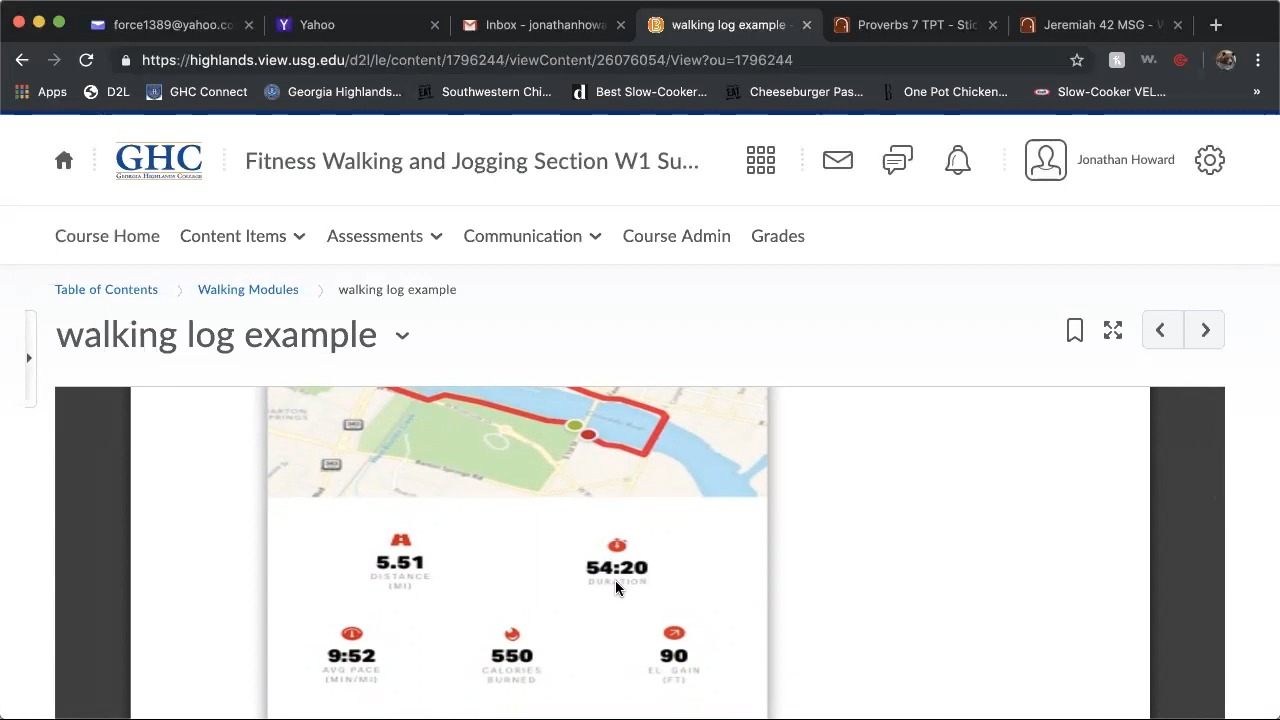 force1389@yahoo.co
Yahoo
Inbox - jonathanhowa
walking log example -
Proverbs 7 TPT - Stic
Jeremiah 42 MSG - W
https://highlands.view.usg.edu/d2l/le/content/1796244/viewContent/26076054/View?ou=1796244
Apps
D2L
GHC Connect
Georgia Highlands...
Southwestern Chi...
Best Slow-Cooker...
Cheeseburger Pas...
One Pot Chicken...
Slow-Cooker VEL...
»
GHC
GEORGIA HIGHLANDS COLLEGE
Fitness Walking and Jogging Section W1 Su...
Jonathan Howard
Course Home
Content Items
Assessments
Communication
Course Admin
Grades
Table of Contents
Walking Modules
walking log example
walking log example
BARTON
SPRINGS
5.51
DISTANCE
(MI)
54:20
DURATION
9:52
AVG PACE
(MIN/MI)
550
CALORIES
BURNED
90
EL. GAIN
(FT)